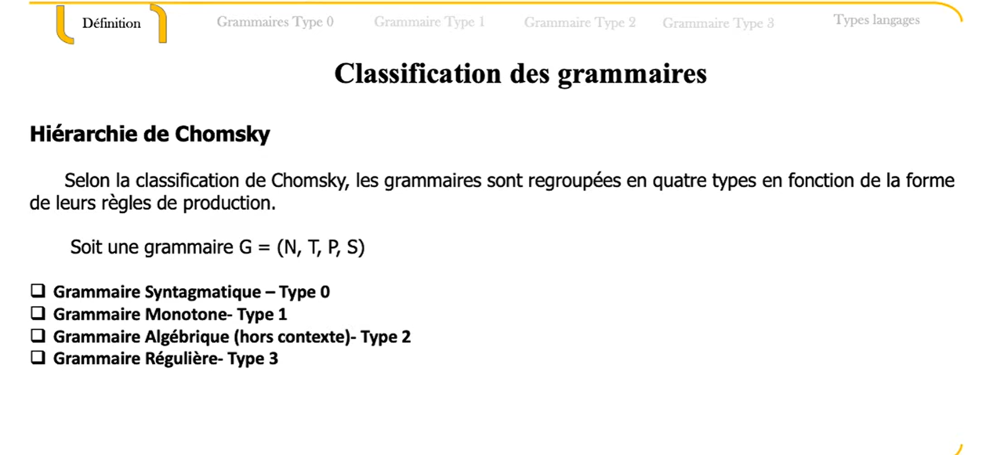 Définition
Grammaires Type 0
Grammaire Type 1
Grammaire Type 2
Grammaire Type 3
Types langages
Classification des grammaires
Hiérarchie de Chomsky
Selon la classification de Chomsky, les grammaires sont regroupées en quatre types en fonction de la forme
de leurs règles de production.
Soit une grammaire G = (N, T, P, S)
❑ Grammaire Syntagmatique – Type 0
❑ Grammaire Monotone- Type 1
❑ Grammaire Algébrique (hors contexte)- Type 2
❑ Grammaire Régulière- Type 3